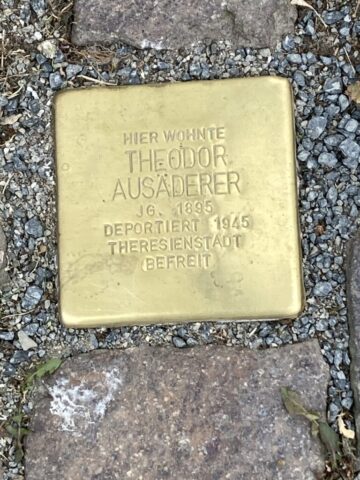 HIER WOHNTE
THEODOR
AUSÄDERER
JG. 1895
DEPORTIERT 1945
THERESIENSTADT
BEFREIT